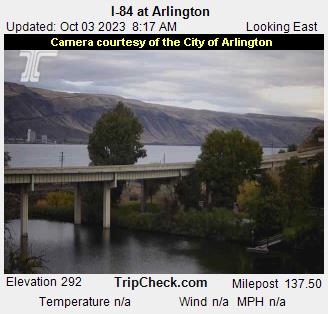 I-84 at Arlington
Updated: Oct 03 2023 8:17 AM Looking East
Camera courtesy of the City of Arlington
Elevation 292 TripCheck.com Milepost 137.50
Temperature n/a Wind n/a MPH n/a